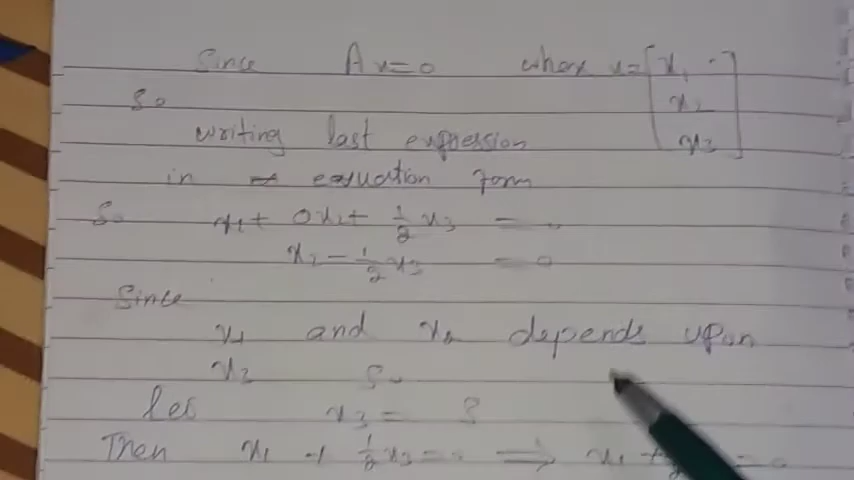 Since Ax=0 where x=[x₁
So x₂
writing last expression x₃]
in equation form
So x₁+ 0x₂+ 1/2 x₃ = 0
x₂ - 1/2 x₃ = 0
Since
x₁ and x₂ depends upon
x₃ So
let x₃ = S
Then x₁ + 1/2 x₃ = 0 ⟹ x₁ + = 0